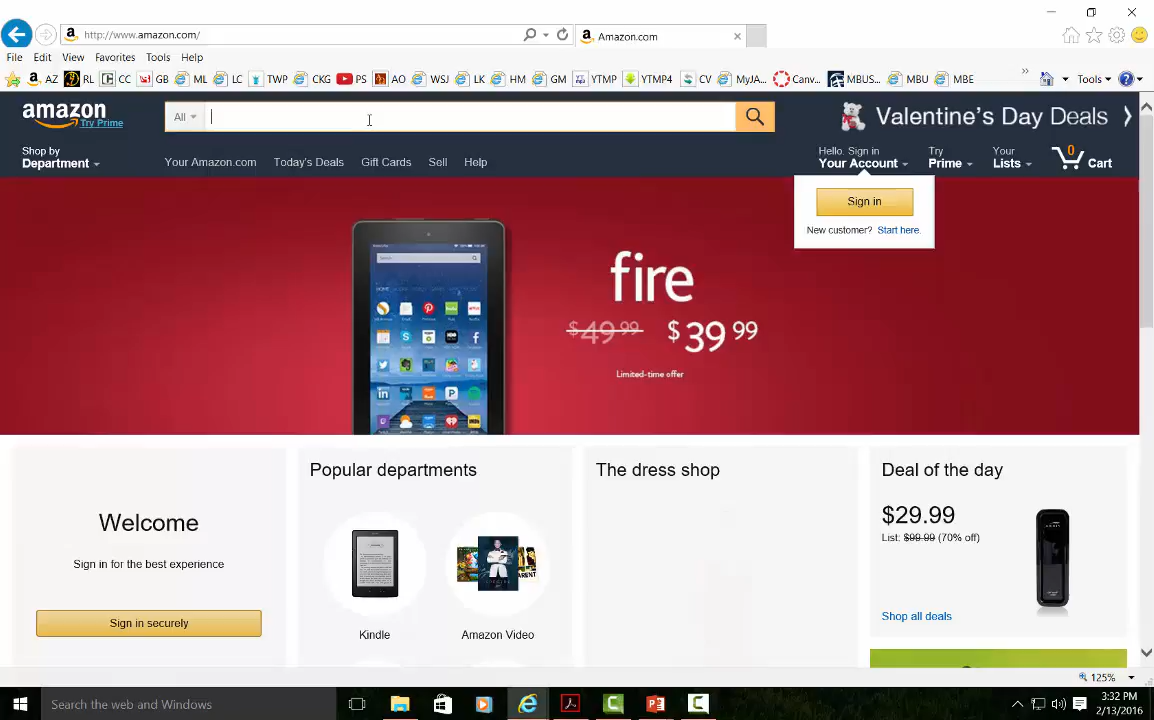 http://www.amazon.com/
Amazon.com
File Edit View Favorites Tools Help
AZ RL CC GB ML LC TWP CKG PS AO WSJ LK HM GM YTMP YTMP4 CV MyJA... Canv... MBUS... MBU MBE Tools
amazon
Try Prime
All
Valentine's Day Deals
Shop by
Department
Your Amazon.com Today's Deals Gift Cards Sell Help
Hello. Sign in
Your Account
Try
Prime
Your
Lists
0
Cart
Sign in
New customer? Start here.
fire
$49.99 $39 99
Limited-time offer
Welcome
Sign in for the best experience
Sign in securely
Popular departments
Kindle
Amazon Video
The dress shop
Deal of the day
$29.99
List: $99.99 (70% off)
Shop all deals
125%
Search the web and Windows
3:32 PM
2/13/2016